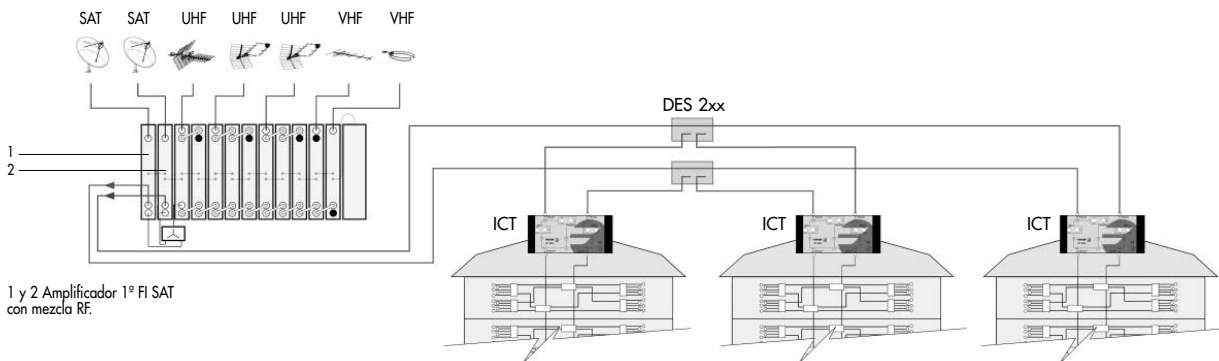 SAT SAT UHF UHF UHF VHF VHF
DES 2xx
1
2
ICT ICT ICT
1 y 2 Amplificador 1ª FI SAT
con mezcla RF.